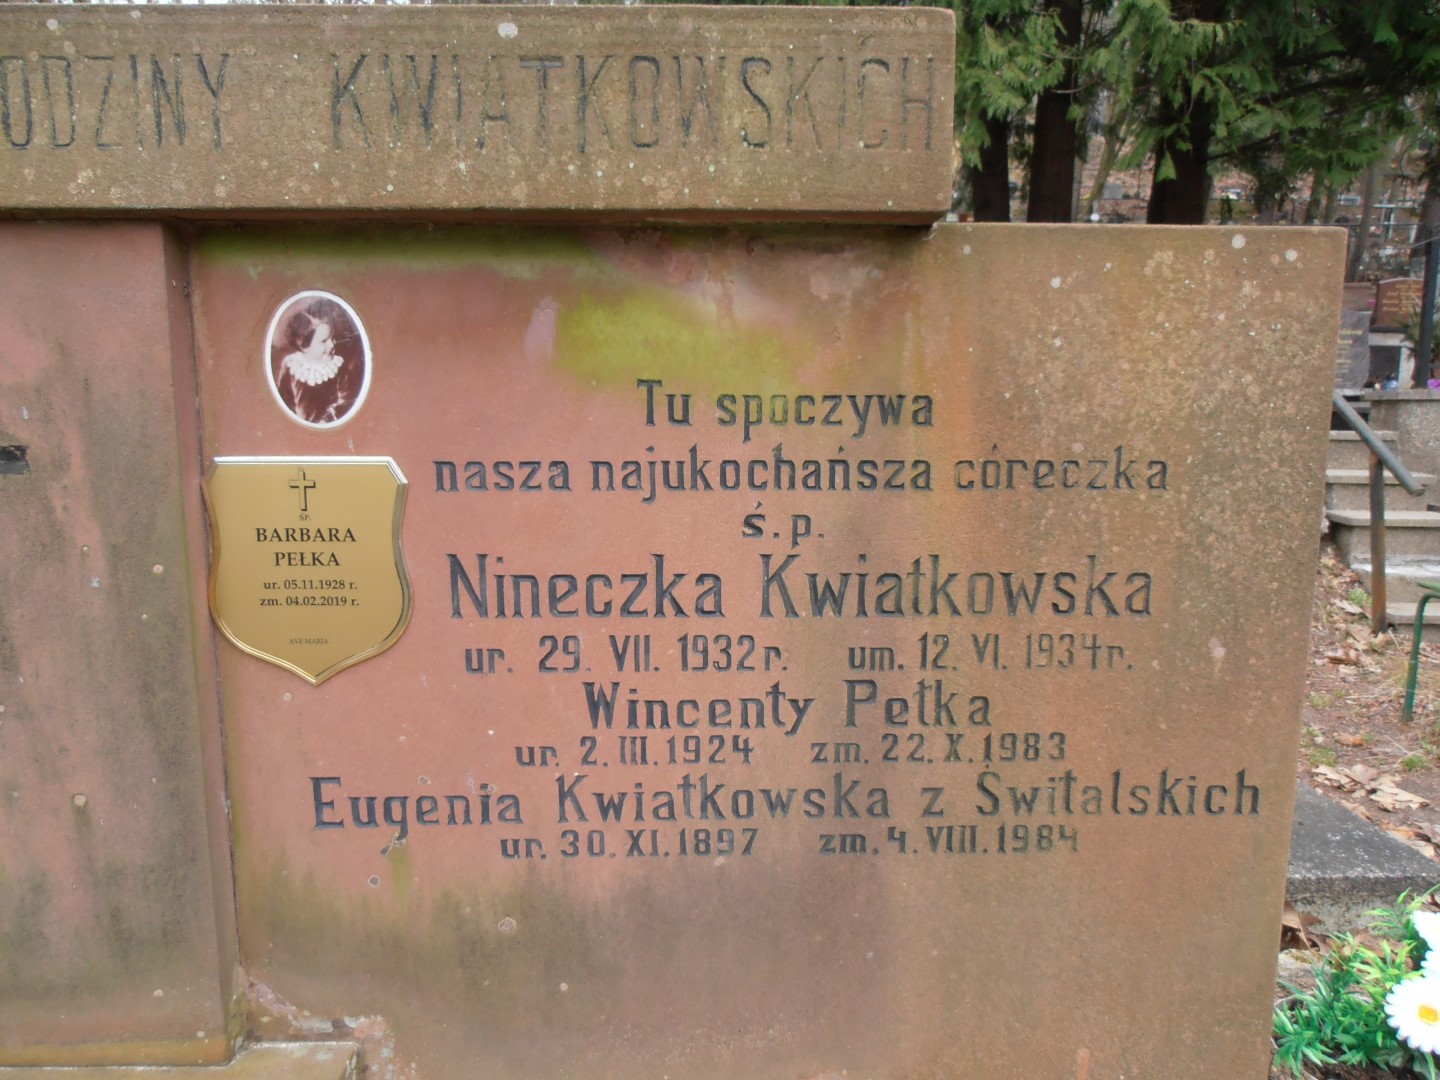 ODZINY KWIATKOWSKICH
Tu spoczywa
nasza najukochańsza córeczka
ś.p.
Nineczka Kwiatkowska
ur. 29. VII. 1932 r. um. 12. VI. 1934 r.
Wincenty Pełka
ur. 2. III. 1924 zm. 22. X. 1983
Eugenia Kwiatkowska z Świtalskich
ur. 30. XI. 1897 zm. 4. VIII. 1984
ŚP.
BARBARA
PEŁKA
ur. 05.11.1928 r.
zm. 04.02.2019 r.
AVE MARIA